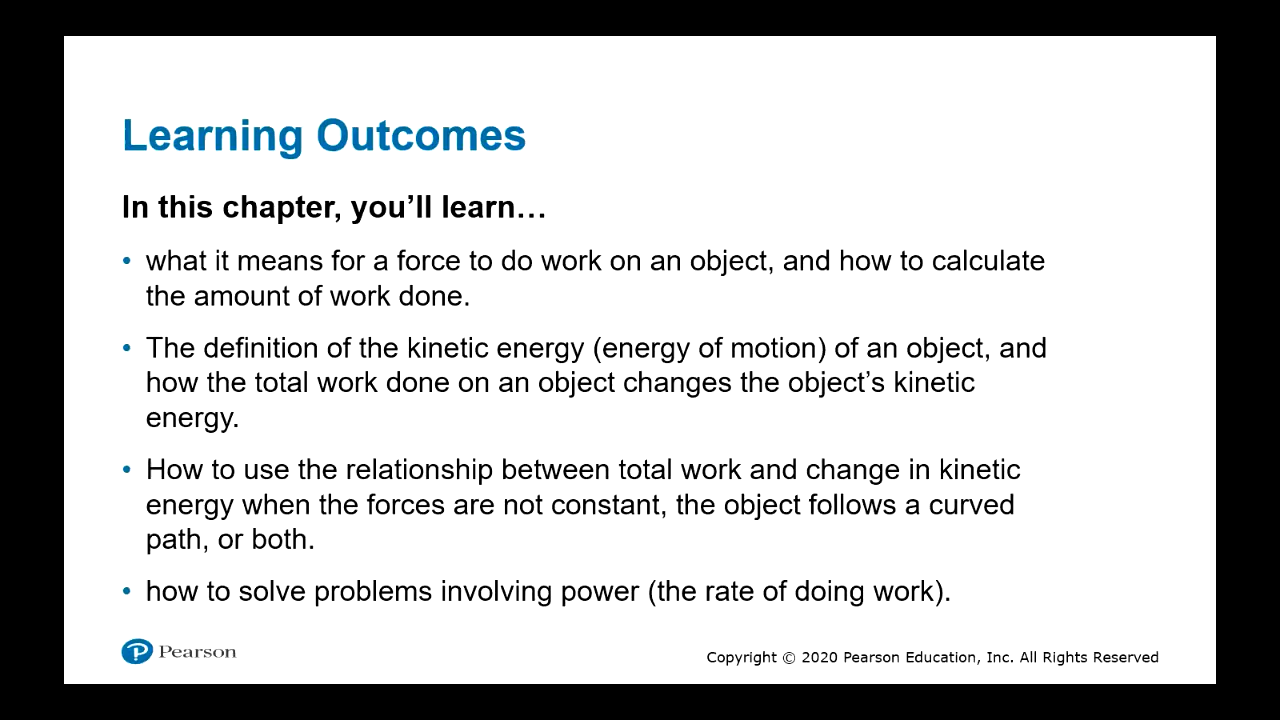 Learning Outcomes
In this chapter, you’ll learn…
• what it means for a force to do work on an object, and how to calculate
the amount of work done.
• The definition of the kinetic energy (energy of motion) of an object, and
how the total work done on an object changes the object’s kinetic
energy.
• How to use the relationship between total work and change in kinetic
energy when the forces are not constant, the object follows a curved
path, or both.
• how to solve problems involving power (the rate of doing work).
P Pearson
Copyright © 2020 Pearson Education, Inc. All Rights Reserved